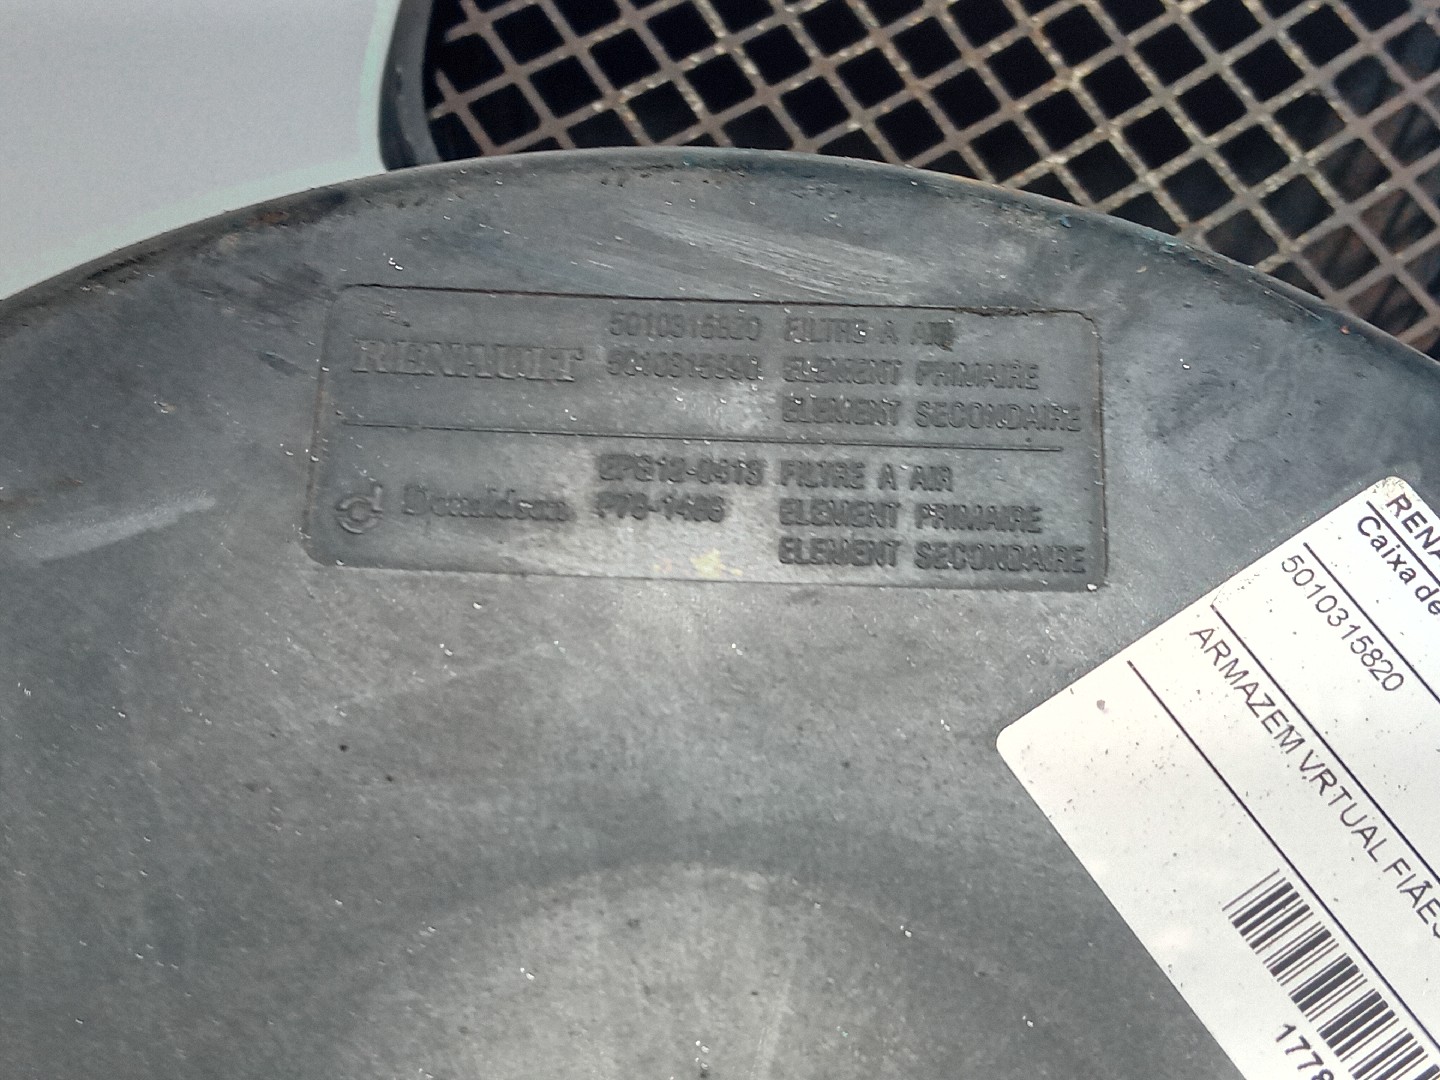 RENAULT
5010315820 FILTRE A AIR
ELEMENT PRIMAIRE
ELEMENT SECONDAIRE
Donaldson
FILTRE A AIR
ELEMENT PRIMAIRE
ELEMENT SECONDAIRE
Caixa de
5010315820
ARMAZEM VRTUAL FIÃES